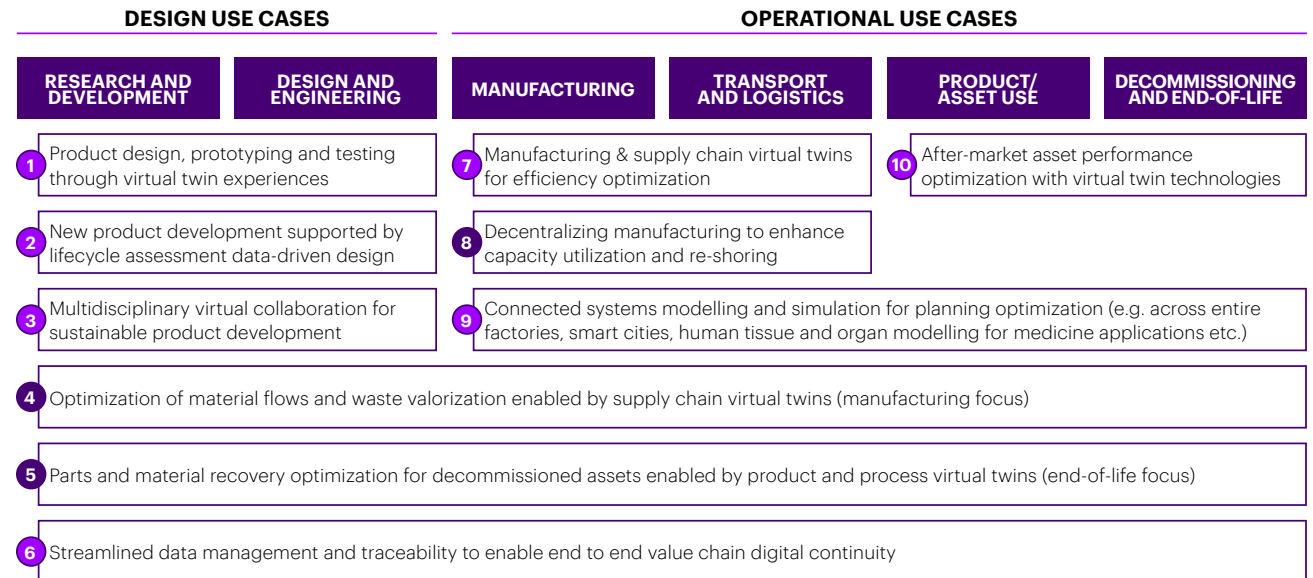 DESIGN USE CASES
OPERATIONAL USE CASES
RESEARCH AND
DEVELOPMENT
DESIGN AND
ENGINEERING
MANUFACTURING
TRANSPORT
AND LOGISTICS
PRODUCT/
ASSET USE
DECOMMISSIONING
AND END-OF-LIFE
1
Product design, prototyping and testing
through virtual twin experiences
2
New product development supported by
lifecycle assessment data-driven design
3
Multidisciplinary virtual collaboration for
sustainable product development
7
Manufacturing & supply chain virtual twins
for efficiency optimization
8
Decentralizing manufacturing to enhance
capacity utilization and re-shoring
10
After-market asset performance
optimization with virtual twin technologies
9
Connected systems modelling and simulation for planning optimization (e.g. across entire
factories, smart cities, human tissue and organ modelling for medicine applications etc.)
4
Optimization of material flows and waste valorization enabled by supply chain virtual twins (manufacturing focus)
5
Parts and material recovery optimization for decommissioned assets enabled by product and process virtual twins (end-of-life focus)
6
Streamlined data management and traceability to enable end to end value chain digital continuity